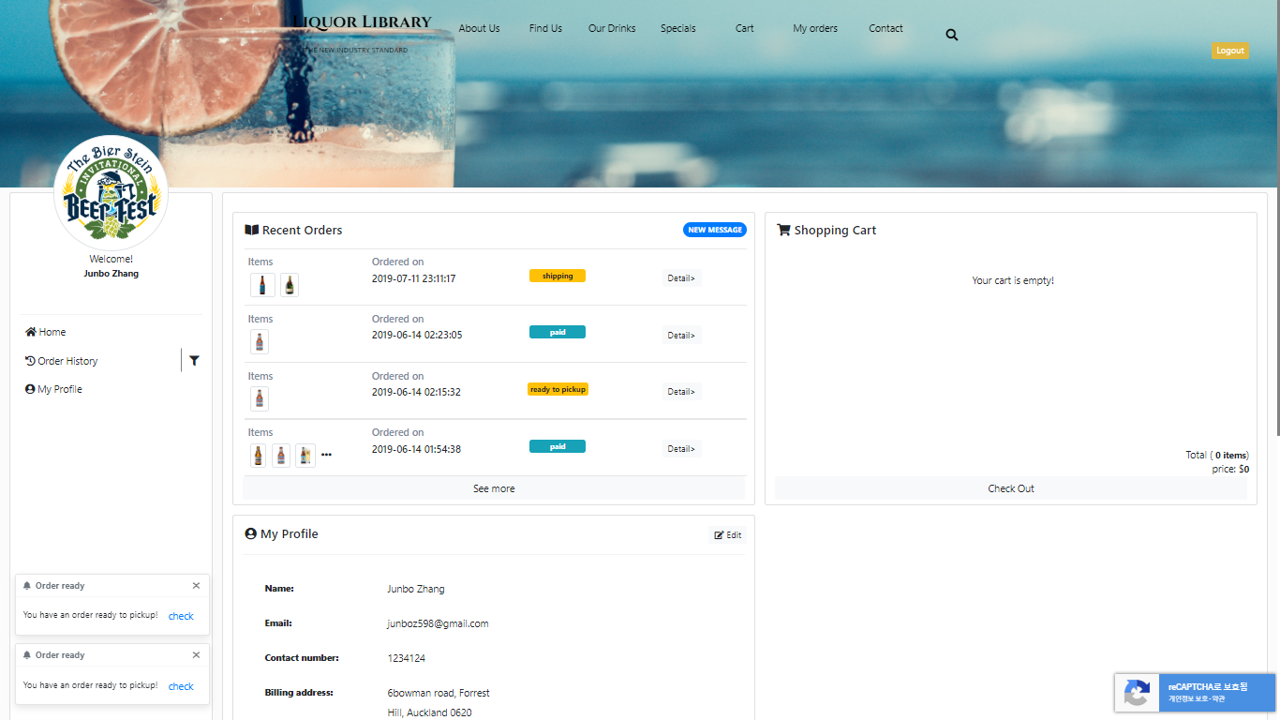 LIQUOR LIBRARY
THE NEW INDUSTRY STANDARD
About Us
Find Us
Our Drinks
Specials
Cart
My orders
Contact
Logout
The Bier Stein
INVITATIONAL
BEER FEST
Welcome!
Junbo Zhang
Home
Order History
My Profile
Order ready
You have an order ready to pickup! check
Order ready
You have an order ready to pickup! check
Recent Orders
NEW MESSAGE
Items Ordered on
2019-07-11 23:11:17 shipping Detail>
Items Ordered on
2019-06-14 02:23:05 paid Detail>
Items Ordered on
2019-06-14 02:15:32 ready to pickup Detail>
Items Ordered on
2019-06-14 01:54:38 paid Detail>
See more
Shopping Cart
Your cart is empty!
Total ( 0 items)
price: $0
Check Out
My Profile
Edit
Name: Junbo Zhang
Email: junboz598@gmail.com
Contact number: 1234124
Billing address: 6bowman road, Forrest
Hill, Auckland 0620
reCAPTCHA로 보호됨
개인정보 보호 - 약관